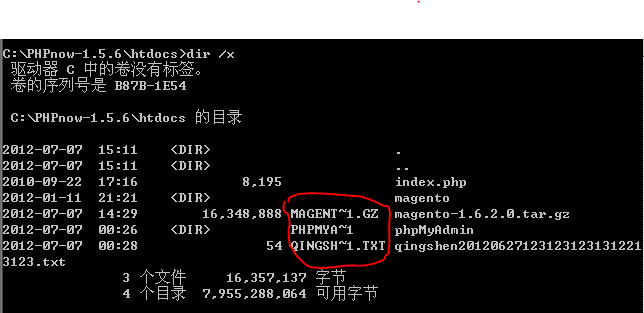 C:\PHPnow-1.5.6\htdocs>dir /x
驱动器 C 中的卷没有标签。
卷的序列号是 B87B-1E54
C:\PHPnow-1.5.6\htdocs 的目录
2012-07-07 15:11 <DIR> .
2012-07-07 15:11 <DIR> ..
2010-09-22 17:16 8,195 index.php
2012-01-11 21:21 <DIR> magento
2012-07-07 14:29 16,348,888 MAGENT~1.GZ magento-1.6.2.0.tar.gz
2012-07-07 00:26 <DIR> PHPMYA~1 phpMyAdmin
2012-07-07 00:28 54 QINGSH~1.TXT qingshen20120627123123123131221
3123.txt
3 个文件 16,357,137 字节
4 个目录 7,955,288,064 可用字节